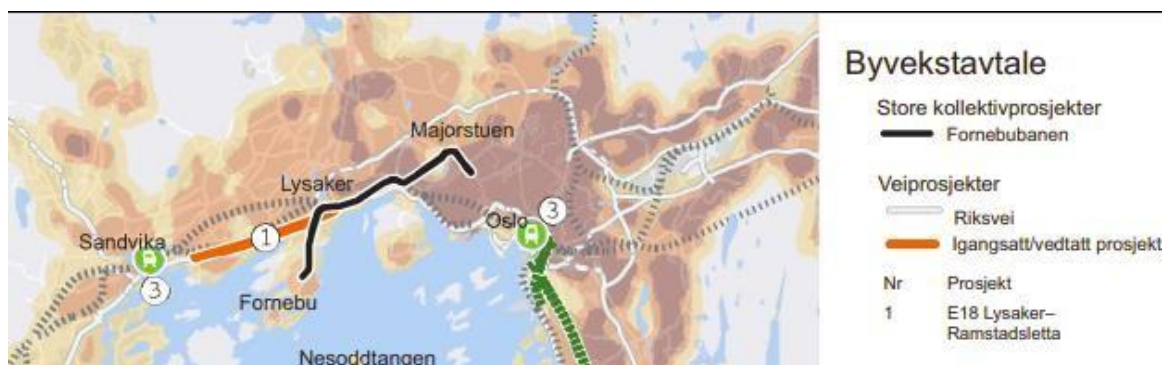 Majorstuen
Lysaker
Oslo
3
1
Sandvika
3
Fornebu
Nesoddtangen
Byvekstavtale
Store kollektivprosjekter
Fornebubanen
Veiprosjekter
Riksvei
Igangsatt/vedtatt prosjekt
Nr Prosjekt
1 E18 Lysaker–
Ramstadsletta